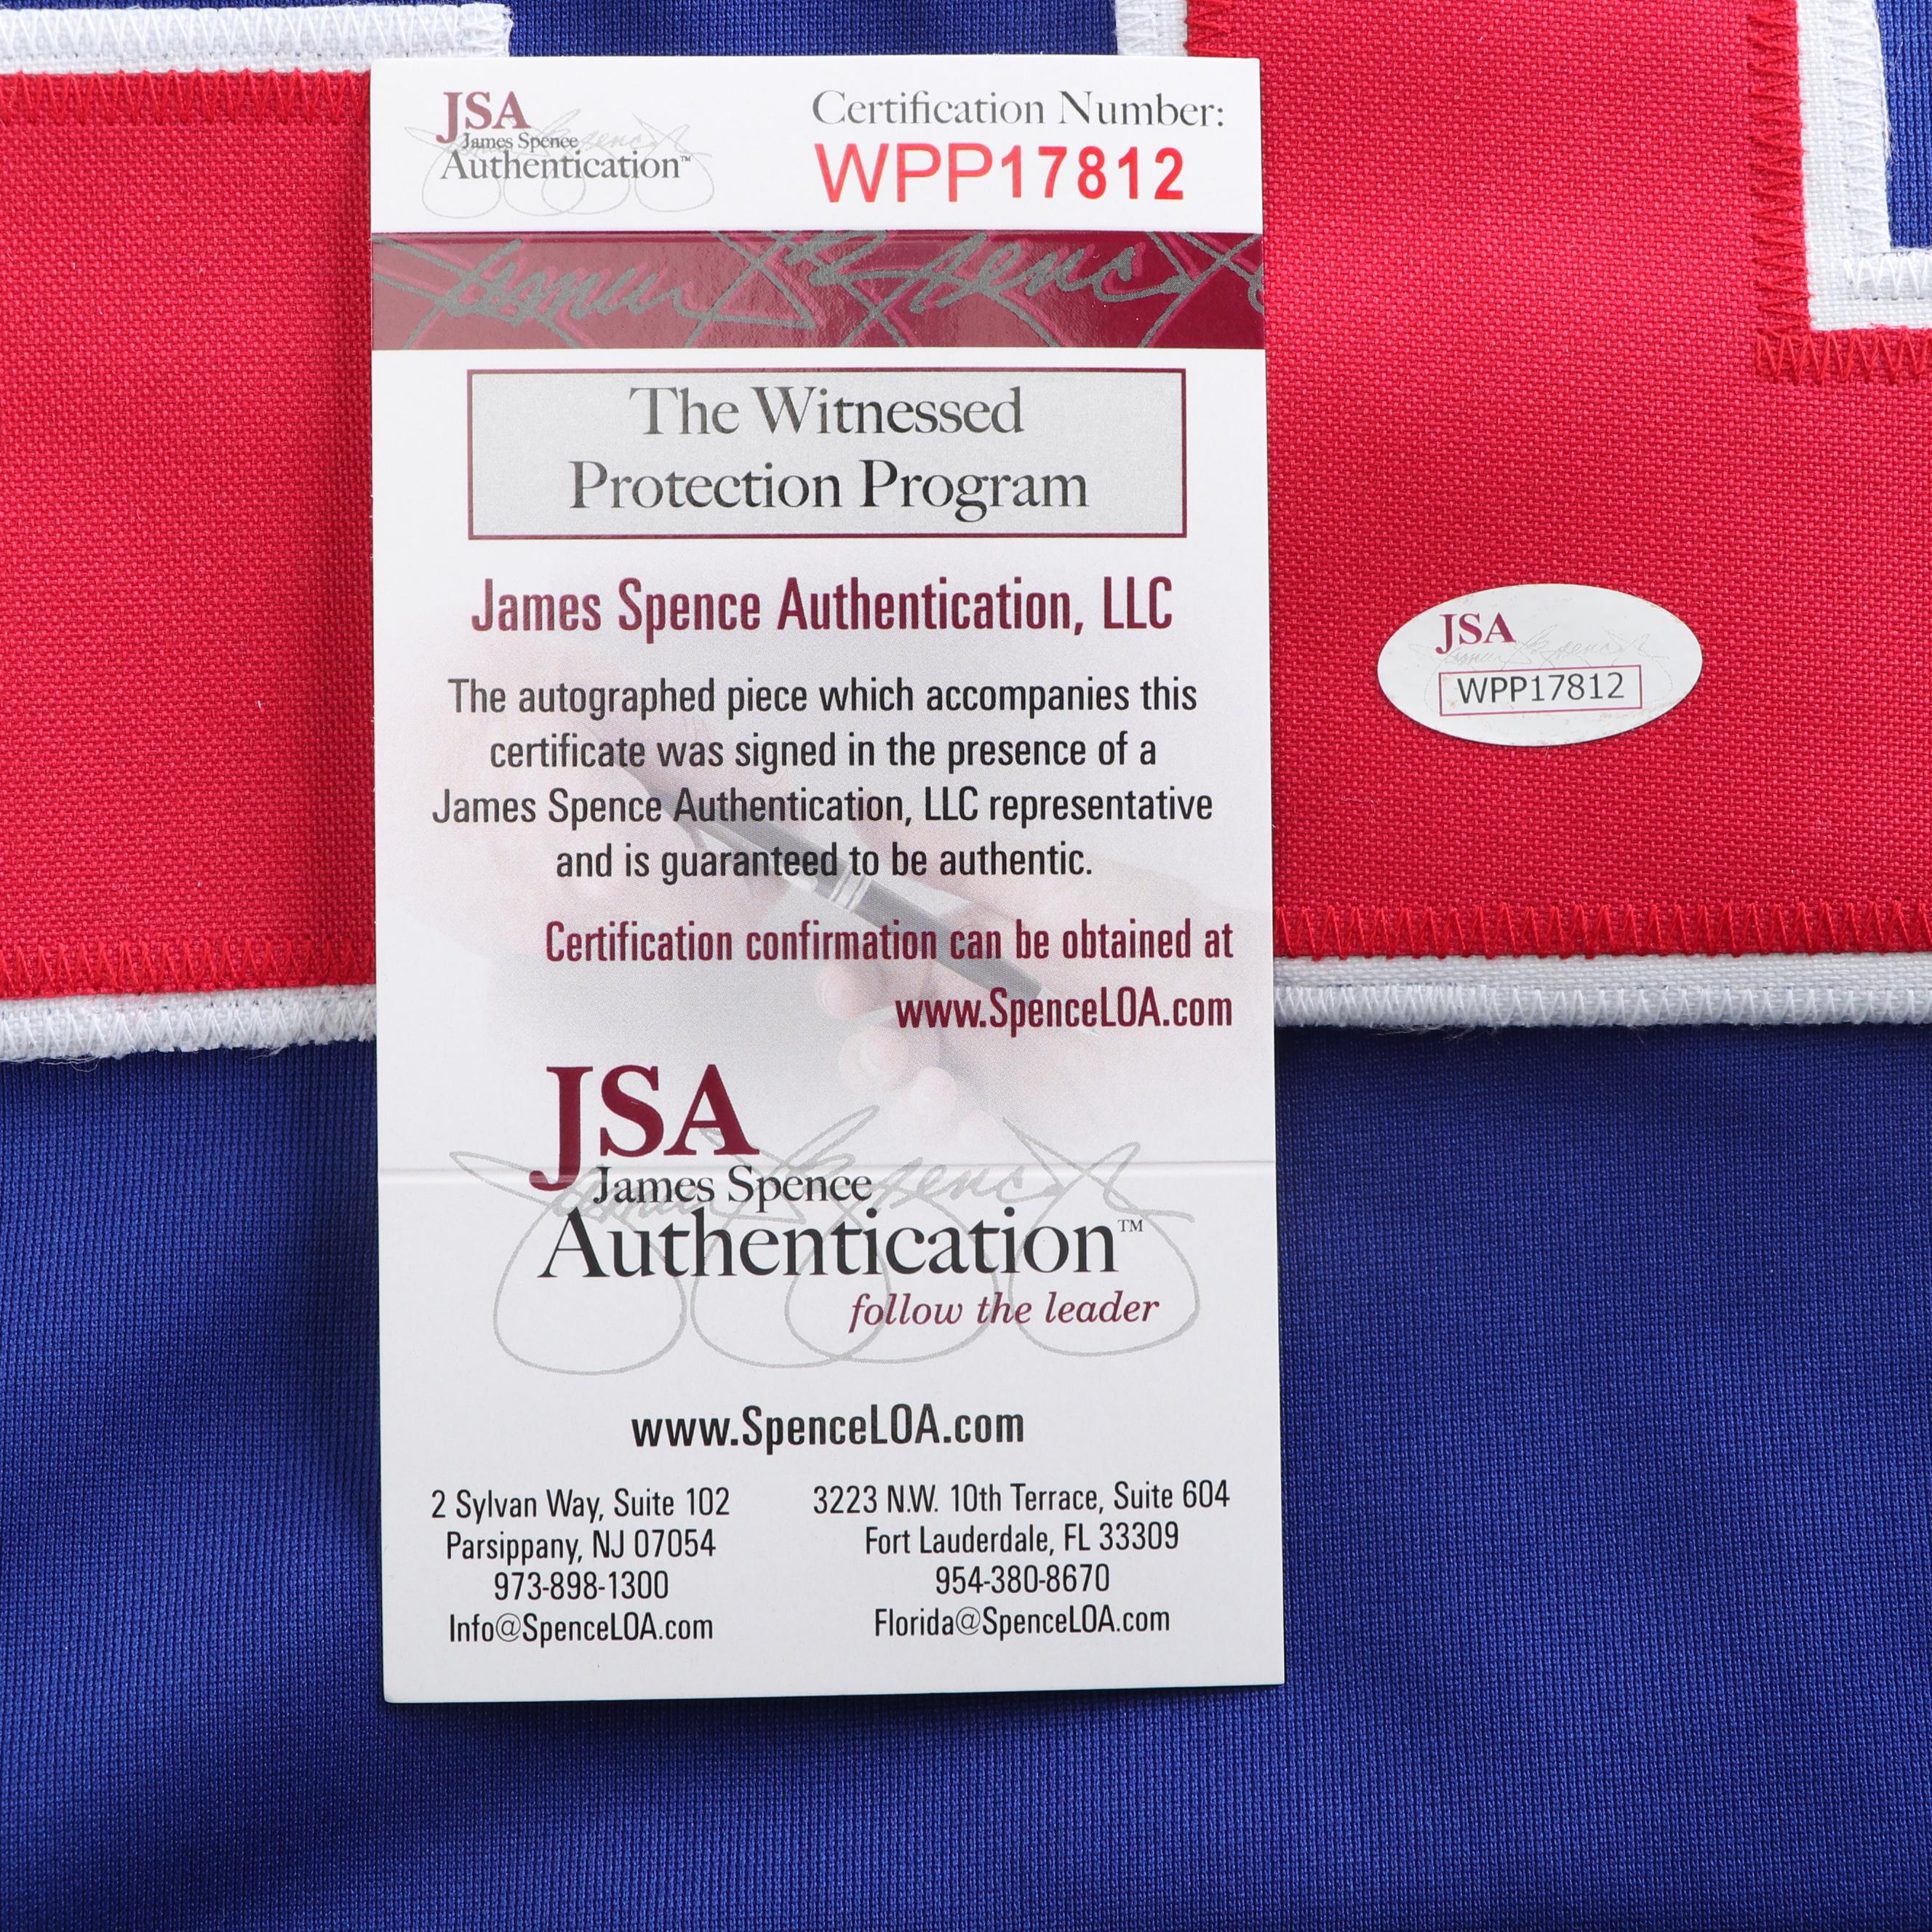 JSA
James Spence
Authentication™
Certification Number:
WPP17812
The Witnessed
Protection Program
James Spence Authentication, LLC
The autographed piece which accompanies this
certificate was signed in the presence of a
James Spence Authentication, LLC representative
and is guaranteed to be authentic.
Certification confirmation can be obtained at
www.SpenceLOA.com
JSA
James Spence
Authentication™
follow the leader
www.SpenceLOA.com
2 Sylvan Way, Suite 102
Parsippany, NJ 07054
973-898-1300
Info@SpenceLOA.com
3223 N.W. 10th Terrace, Suite 604
Fort Lauderdale, FL 33309
954-380-8670
Florida@SpenceLOA.com
JSA
WPP17812